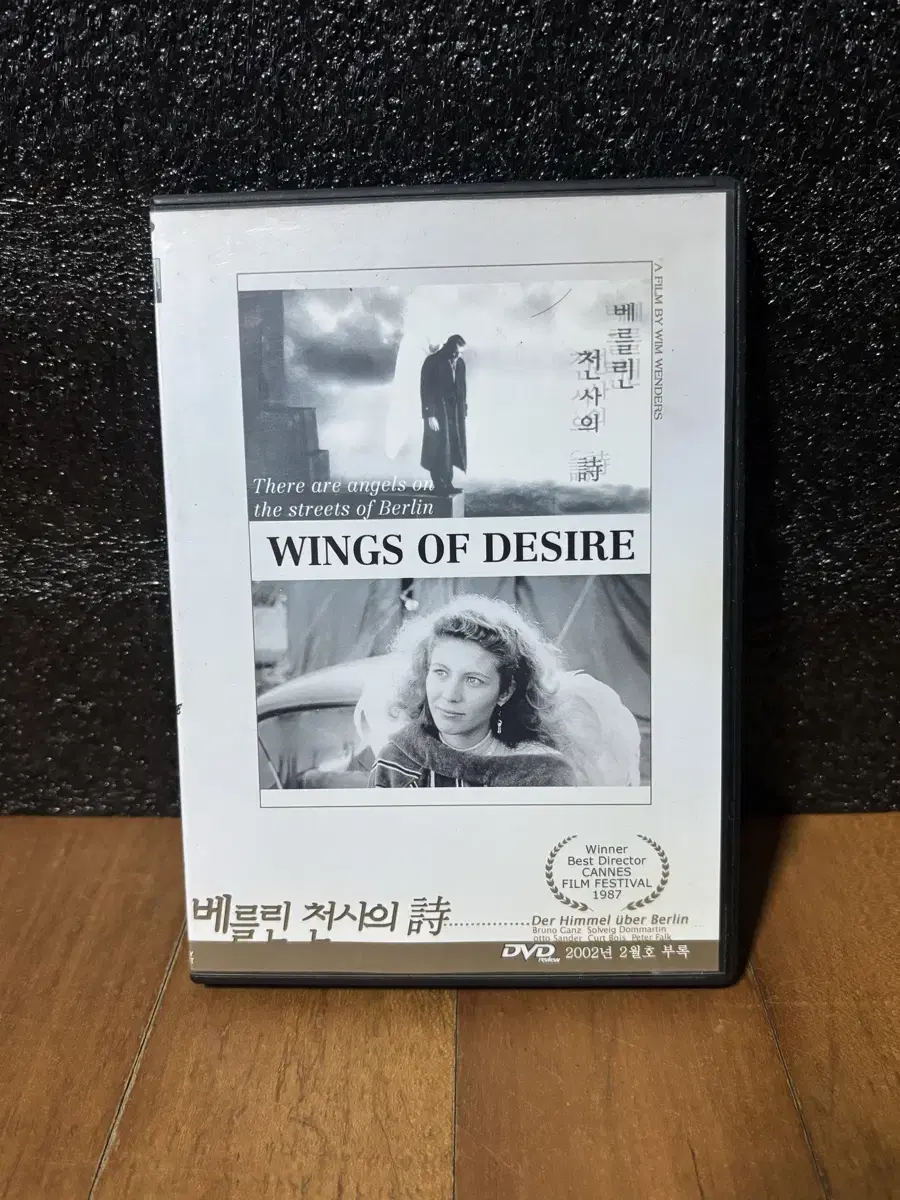 "A FILM BY WIM WENDERS
베를린
천사의
詩
There are angels on
the streets of Berlin
WINGS OF DESIRE
Winner
Best Director
CANNES
FILM FESTIVAL
1987
베를린 천사의 詩..................Der Himmel über Berlin
Bruno Ganz Solveig Dommartin
otto Sander Curt Bois Peter Falk
DVD review 2002년 2월호 부록